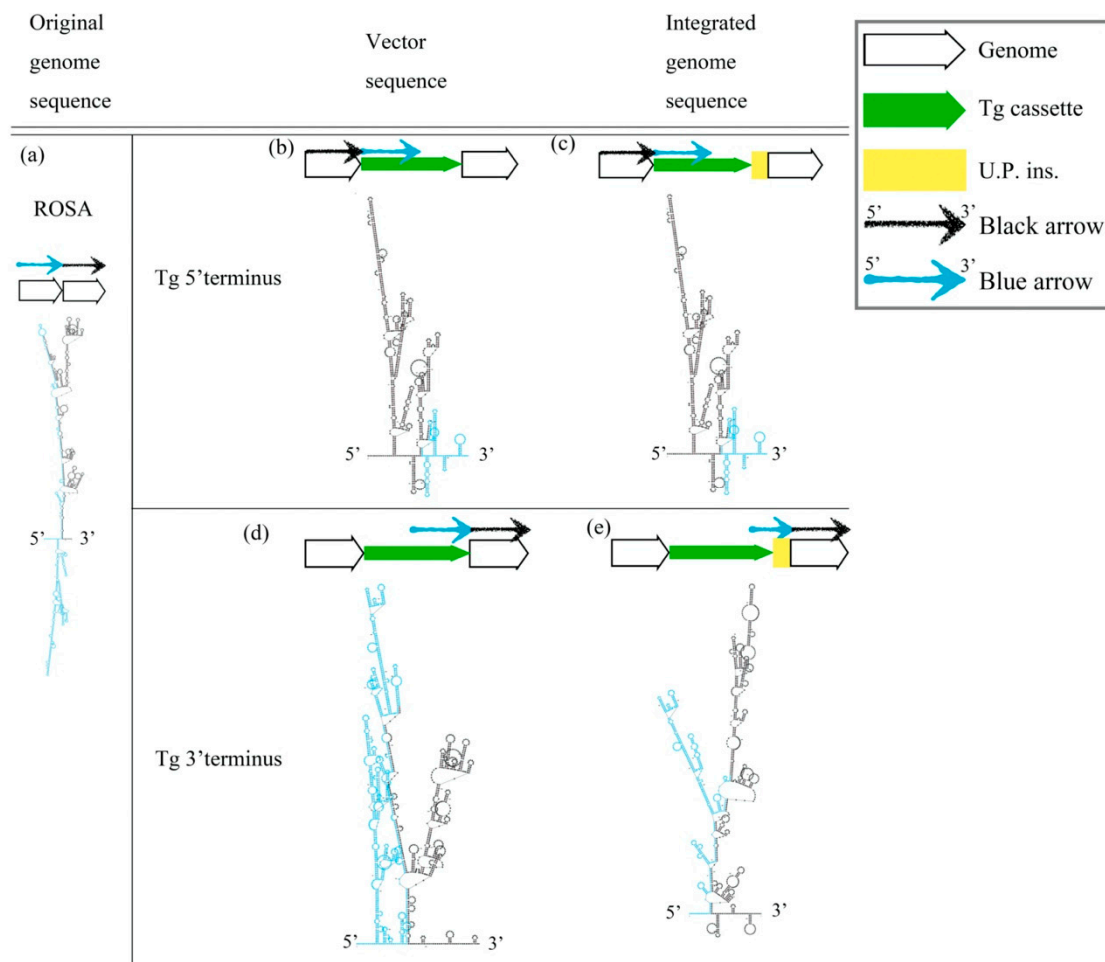 Original
genome
sequence
Vector
sequence
Integrated
genome
sequence
Genome
Tg cassette
U.P. ins.
5’ 3’
Black arrow
5’ 3’
Blue arrow
(a)
ROSA
5’ 3’
Tg 5’terminus
(b)
5’ 3’
(c)
5’ 3’
Tg 3’terminus
(d)
5’ 3’
(e)
5’ 3’